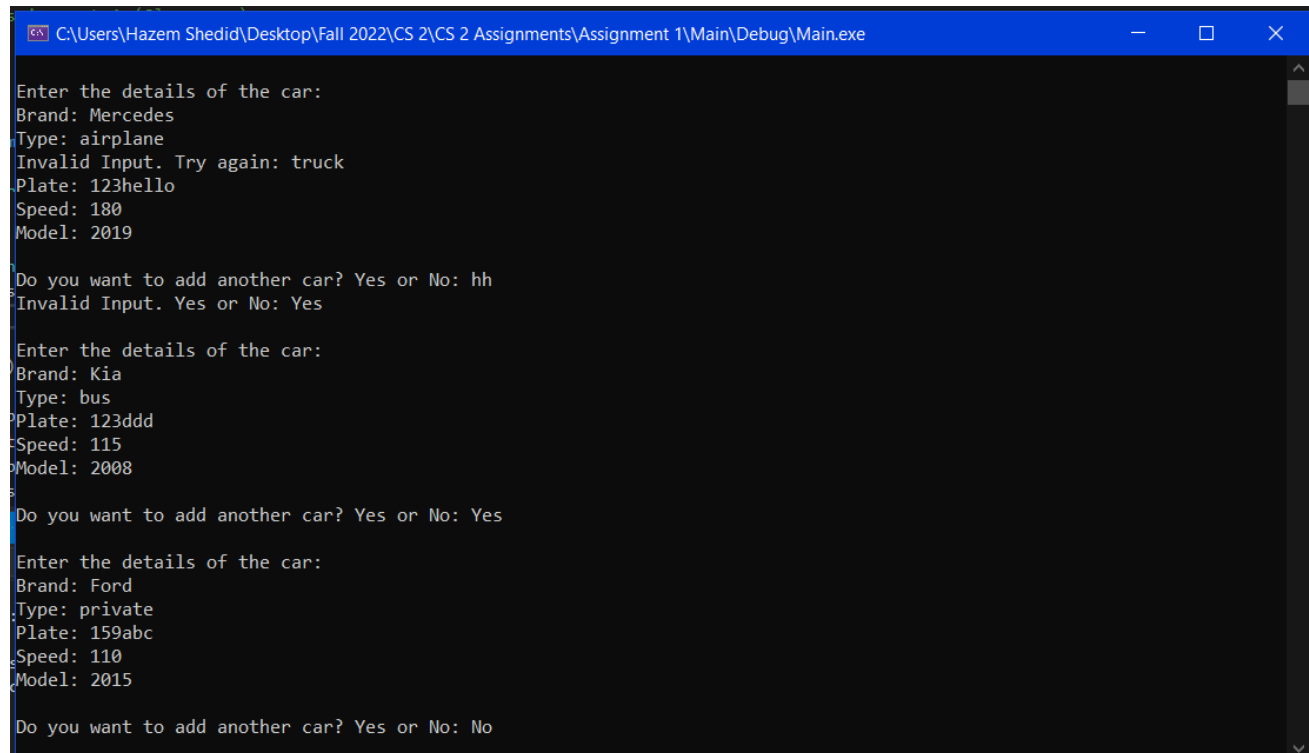 C:\Users\Hazem Shedid\Desktop\Fall 2022\CS 2\CS 2 Assignments\Assignment 1\Main\Debug\Main.exe
Enter the details of the car:
Brand: Mercedes
Type: airplane
Invalid Input. Try again: truck
Plate: 123hello
Speed: 180
Model: 2019
Do you want to add another car? Yes or No: hh
Invalid Input. Yes or No: Yes
Enter the details of the car:
Brand: Kia
Type: bus
Plate: 123ddd
Speed: 115
Model: 2008
Do you want to add another car? Yes or No: Yes
Enter the details of the car:
Brand: Ford
Type: private
Plate: 159abc
Speed: 110
Model: 2015
Do you want to add another car? Yes or No: No